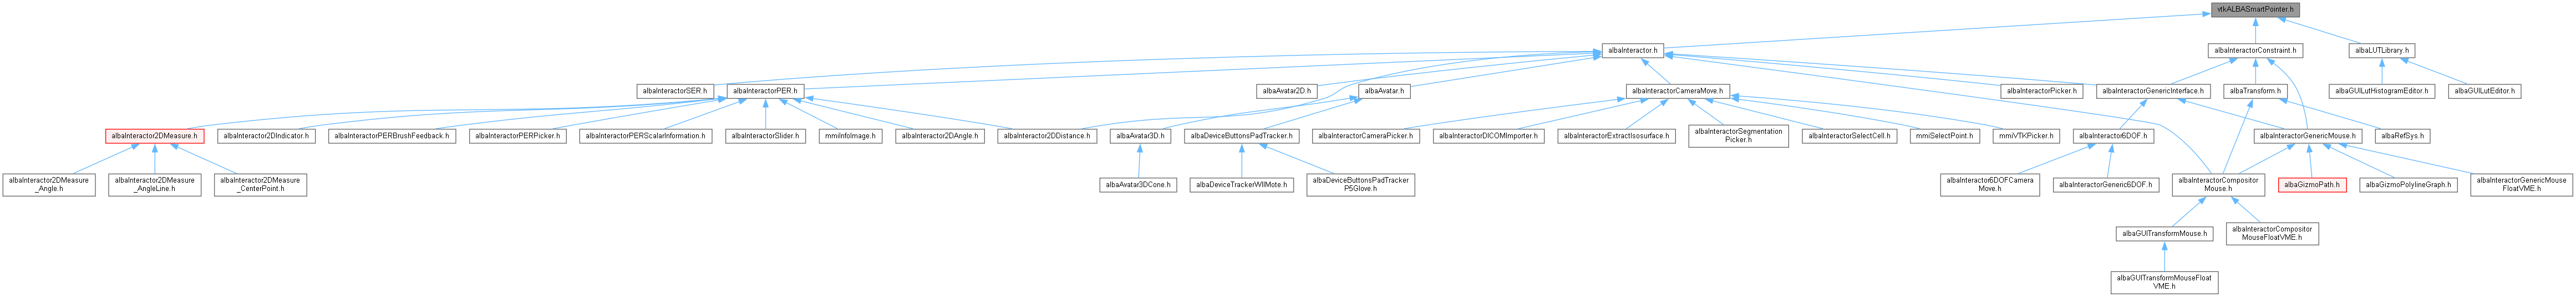 vtkALBASmartPointer.h
albaInteractor.h
albaInteractorConstraint.h
albaLUTLibrary.h
albaInteractorSER.h
albaInteractorPER.h
albaAvatar2D.h
albaAvatar.h
albaInteractorCameraMove.h
albaInteractorPicker.h
albaInteractorGenericInterface.h
albaTransform.h
albaGUILutHistogramEditor.h
albaGUILutEditor.h
albaInteractor2DMeasure.h
albaInteractor2DIndicator.h
albaInteractorPERBrushFeedback.h
albaInteractorPERPicker.h
albaInteractorPERScalarInformation.h
albaInteractorSlider.h
mmiInfoImage.h
albaInteractor2DAngle.h
albaInteractor2DDistance.h
albaAvatar3D.h
albaDeviceButtonsPadTracker.h
albaInteractorCameraPicker.h
albaInteractorDICOMImporter.h
albaInteractorExtractIsosurface.h
albaInteractorSegmentation
Picker.h
albaInteractorSelectCell.h
mmiSelectPoint.h
mmiVTKPicker.h
albaInteractor6DOF.h
albaInteractorGenericMouse.h
albaRefSys.h
albaInteractor2DMeasure
_Angle.h
albaInteractor2DMeasure
_AngleLine.h
albaInteractor2DMeasure
_CenterPoint.h
albaAvatar3DCone.h
albaDeviceTrackerWIIMote.h
albaDeviceButtonsPadTracker
P5Glove.h
albaInteractor6DOFCamera
Move.h
albaInteractorGeneric6DOF.h
albaInteractorCompositor
Mouse.h
albaGizmoPath.h
albaGizmoPolylineGraph.h
albaInteractorGenericMouse
FloatVME.h
albaGUITransformMouse.h
albaInteractorCompositor
MouseFloatVME.h
albaGUITransformMouseFloat
VME.h